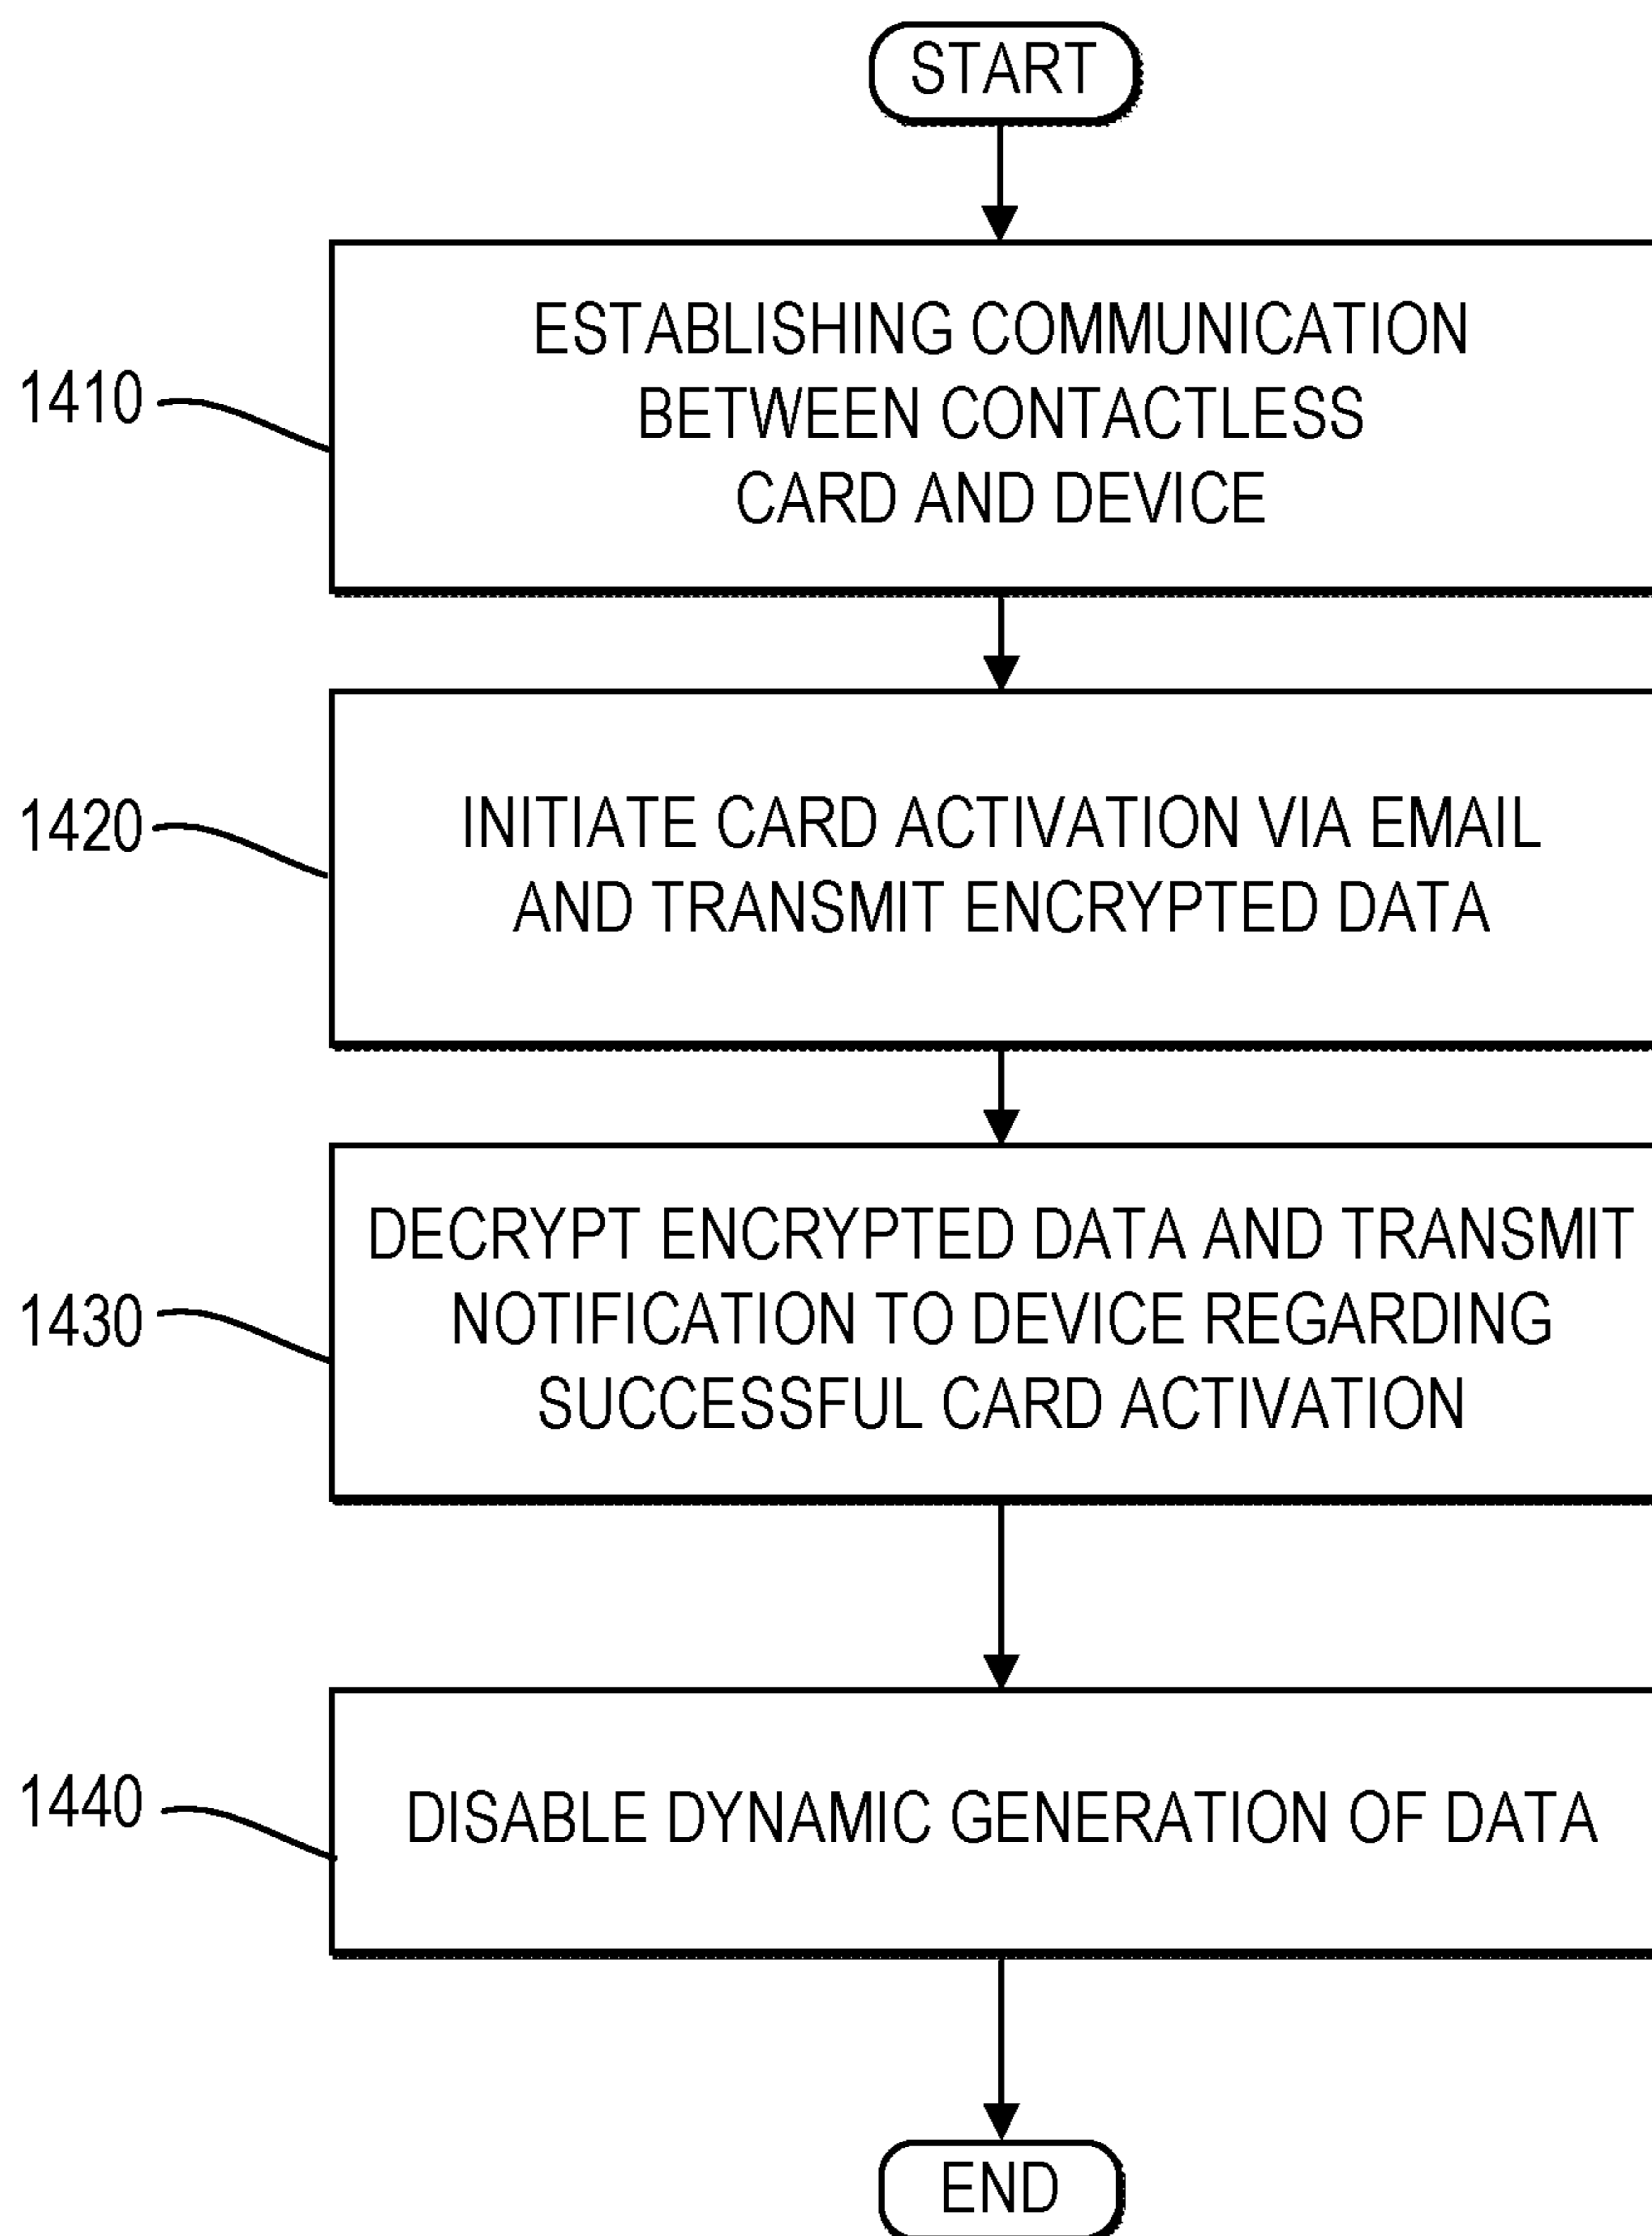 START
1410
ESTABLISHING COMMUNICATION
BETWEEN CONTACTLESS
CARD AND DEVICE
1420
INITIATE CARD ACTIVATION VIA EMAIL
AND TRANSMIT ENCRYPTED DATA
1430
DECRYPT ENCRYPTED DATA AND TRANSMIT
NOTIFICATION TO DEVICE REGARDING
SUCCESSFUL CARD ACTIVATION
1440
DISABLE DYNAMIC GENERATION OF DATA
END